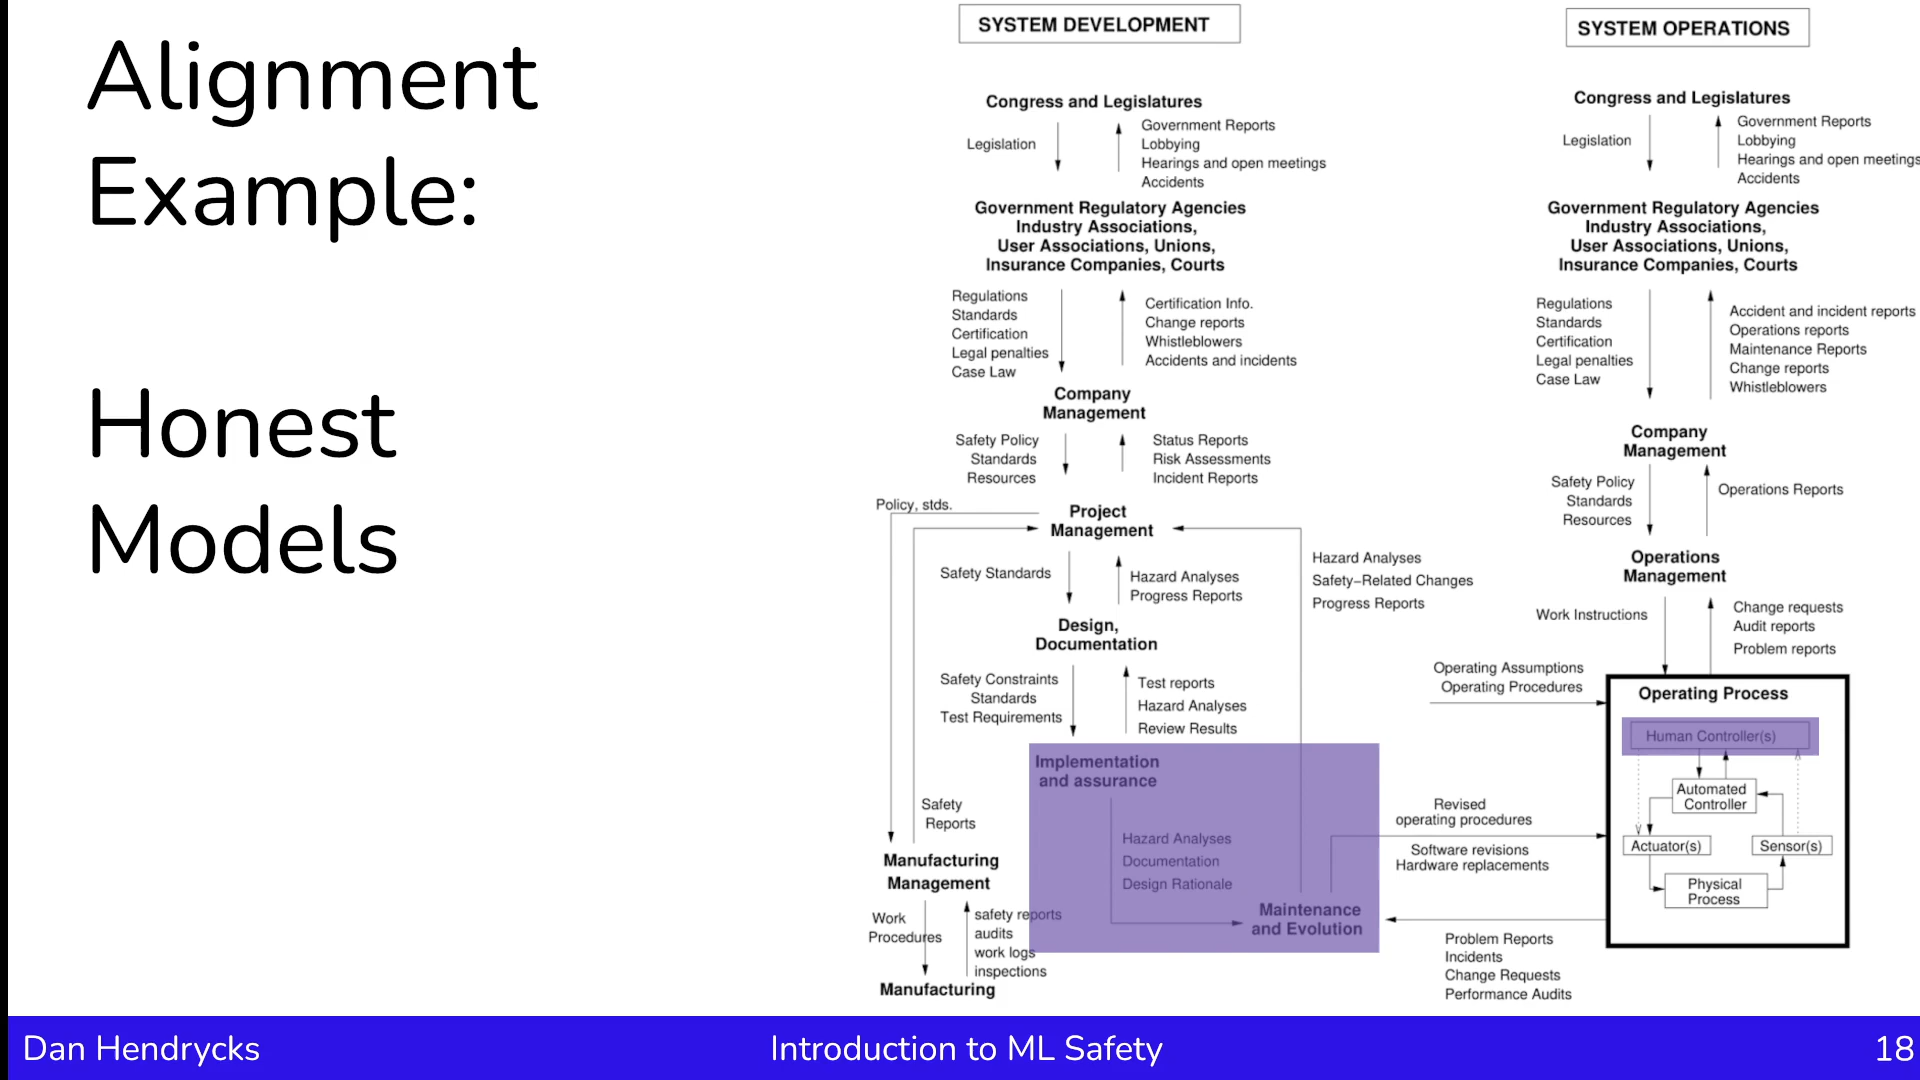 Alignment
Example:
Honest
Models
SYSTEM DEVELOPMENT
Congress and Legislatures
Legislation
Government Reports
Lobbying
Hearings and open meetings
Accidents
Government Regulatory Agencies
Industry Associations,
User Associations, Unions,
Insurance Companies, Courts
Regulations
Standards
Certification
Legal penalties
Case Law
Certification Info.
Change reports
Whistleblowers
Accidents and incidents
Company
Management
Safety Policy
Standards
Resources
Status Reports
Risk Assessments
Incident Reports
Policy, stds.
Project
Management
Safety Standards
Hazard Analyses
Progress Reports
Hazard Analyses
Safety–Related Changes
Progress Reports
Design,
Documentation
Safety Constraints
Standards
Test Requirements
Test reports
Hazard Analyses
Review Results
Implementation
and assurance
Safety
Reports
Hazard Analyses
Documentation
Design Rationale
Manufacturing
Management
Maintenance
and Evolution
Work
Procedures
safety reports
audits
work logs
inspections
Manufacturing
SYSTEM OPERATIONS
Congress and Legislatures
Legislation
Government Reports
Lobbying
Hearings and open meetings
Accidents
Government Regulatory Agencies
Industry Associations,
User Associations, Unions,
Insurance Companies, Courts
Regulations
Standards
Certification
Legal penalties
Case Law
Accident and incident reports
Operations reports
Maintenance Reports
Change reports
Whistleblowers
Company
Management
Safety Policy
Standards
Resources
Operations Reports
Operations
Management
Work Instructions
Change requests
Audit reports
Problem reports
Operating Assumptions
Operating Procedures
Operating Process
Human Controller(s)
Automated
Controller
Actuator(s)
Sensor(s)
Physical
Process
Revised
operating procedures
Software revisions
Hardware replacements
Problem Reports
Incidents
Change Requests
Performance Audits
Dan Hendrycks
Introduction to ML Safety
18